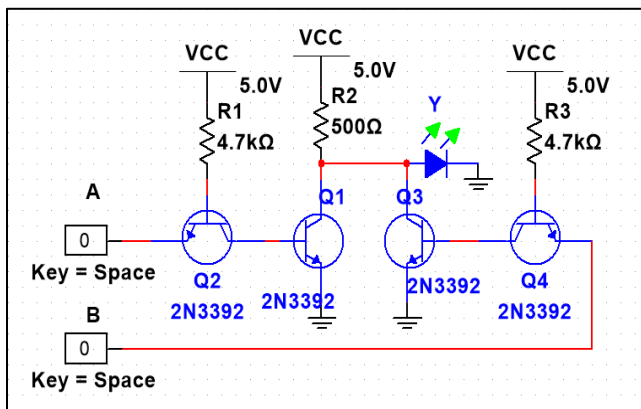 VCC
5.0V
R1
4.7kΩ
VCC
5.0V
R2
500Ω
Y
VCC
5.0V
R3
4.7kΩ
A
0
Key = Space
Q2
2N3392
Q1
2N3392
Q3
2N3392
Q4
2N3392
B
0
Key = Space